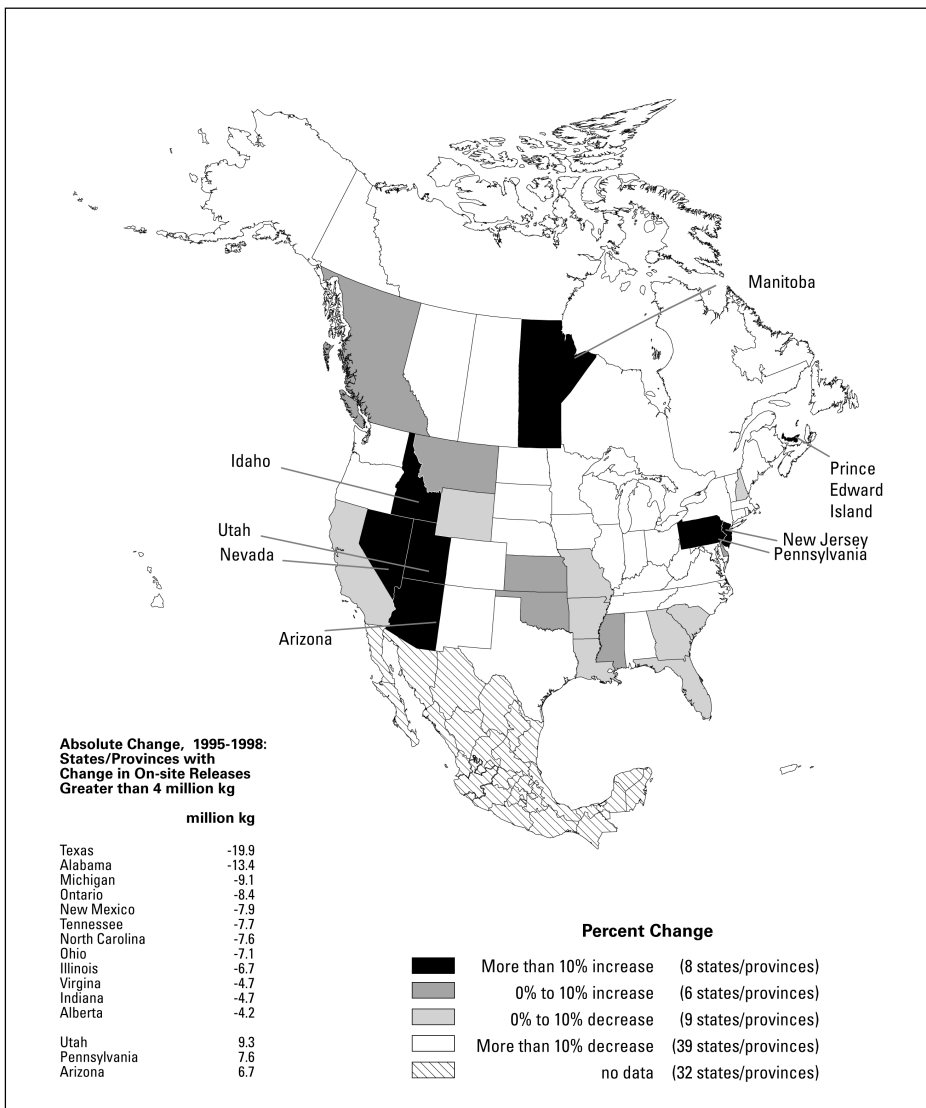 Manitoba
Idaho
Utah
Nevada
Arizona
Prince
Edward
Island
New Jersey
Pennsylvania
Absolute Change, 1995-1998:
States/Provinces with
Change in On-site Releases
Greater than 4 million kg
million kg
Texas -19.9
Alabama -13.4
Michigan -9.1
Ontario -8.4
New Mexico -7.9
Tennessee -7.7
North Carolina -7.6
Ohio -7.1
Illinois -6.7
Virgina -4.7
Indiana -4.7
Alberta -4.2
Utah 9.3
Pennsylvania 7.6
Arizona 6.7
Percent Change
More than 10% increase (8 states/provinces)
0% to 10% increase (6 states/provinces)
0% to 10% decrease (9 states/provinces)
More than 10% decrease (39 states/provinces)
no data (32 states/provinces)